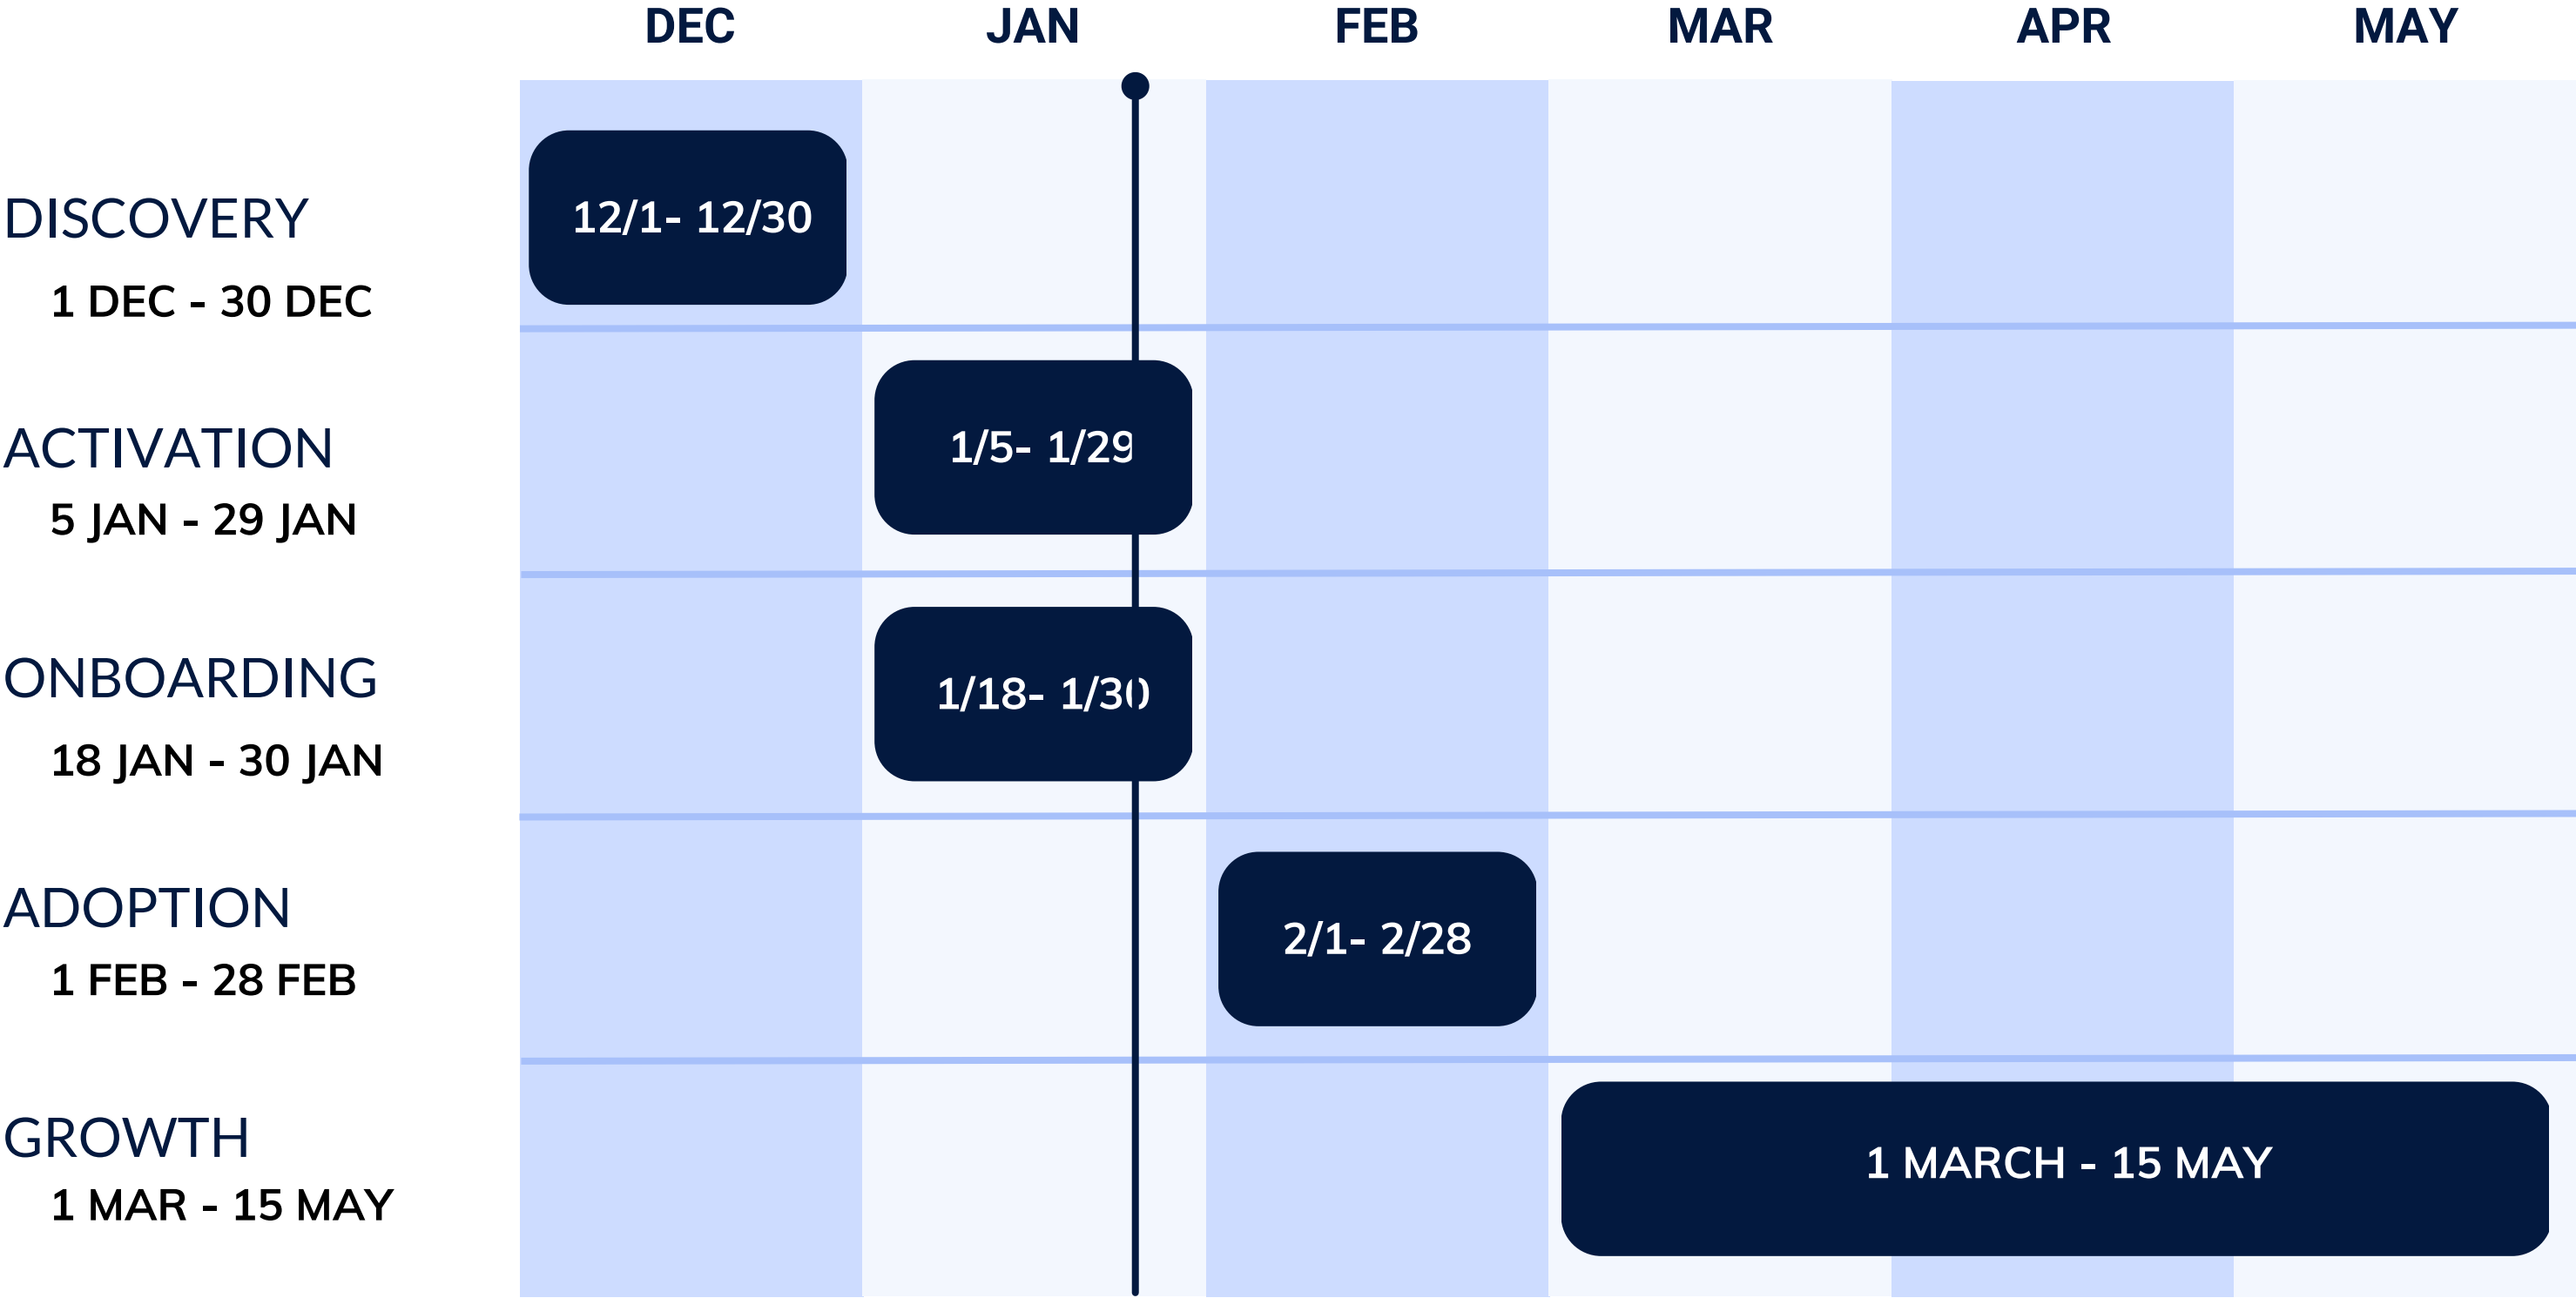 DEC JAN FEB MAR APR MAY
DISCOVERY
12/1- 12/30
1 DEC - 30 DEC
ACTIVATION
1/5- 1/29
5 JAN - 29 JAN
ONBOARDING
1/18- 1/30
18 JAN - 30 JAN
ADOPTION
2/1- 2/28
1 FEB - 28 FEB
GROWTH
1 MARCH - 15 MAY
1 MAR - 15 MAY